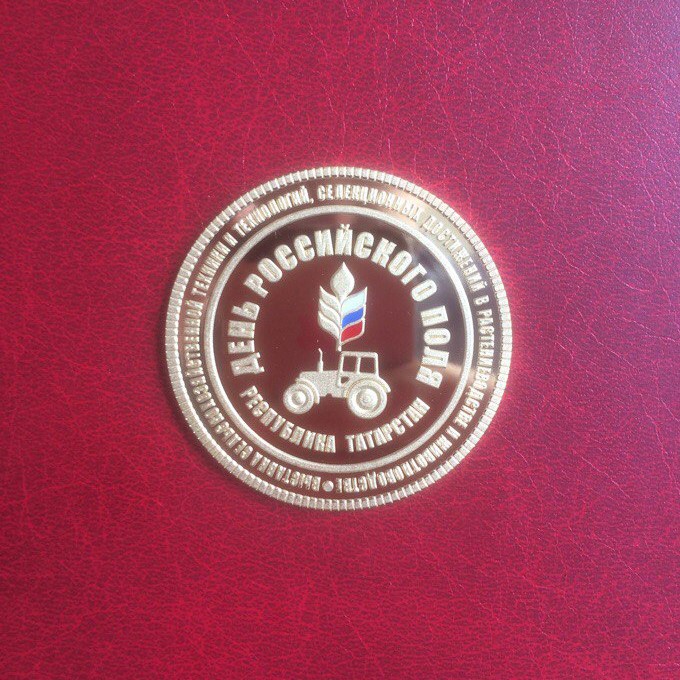 ВЫСТАВКА СЕЛЬСКОХОЗЯЙСТВЕННОЙ ТЕХНИКИ И ТЕХНОЛОГИЙ, СЕЛЕКЦИОННЫХ ДОСТИЖЕНИЙ В РАСТЕНИЕВОДСТВЕ И ЖИВОТНОВОДСТВЕ •
ДЕНЬ РОССИЙСКОГО ПОЛЯ
РЕСПУБЛИКА ТАТАРСТАН